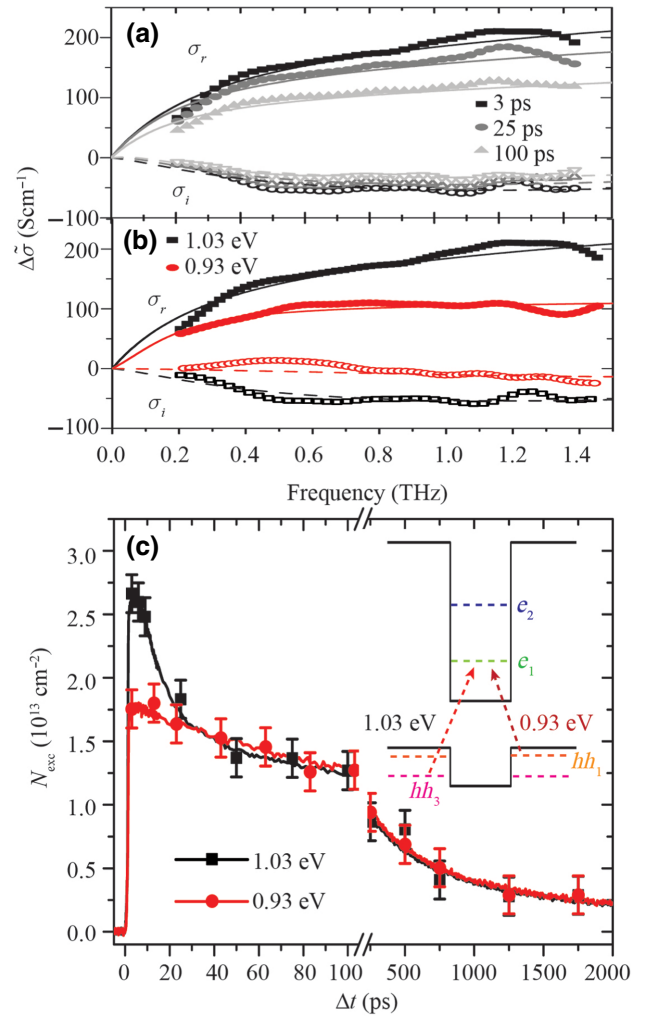 (a)
200
σr
100
3 ps
25 ps
100 ps
0
σi
−100
Δσ̃ (Scm⁻¹)
(b)
1.03 eV
0.93 eV
200
σr
100
0
σi
−100
0.0 0.2 0.4 0.6 0.8 1.0 1.2 1.4
Frequency (THz)
(c)
3.0
2.5
2.0
1.5
1.0
0.5
0.0
Nexc (10¹³ cm⁻²)
e2
e1
1.03 eV 0.93 eV
hh1
hh3
1.03 eV
0.93 eV
0 20 40 60 80 100 500 1000 1500 2000
Δt (ps)